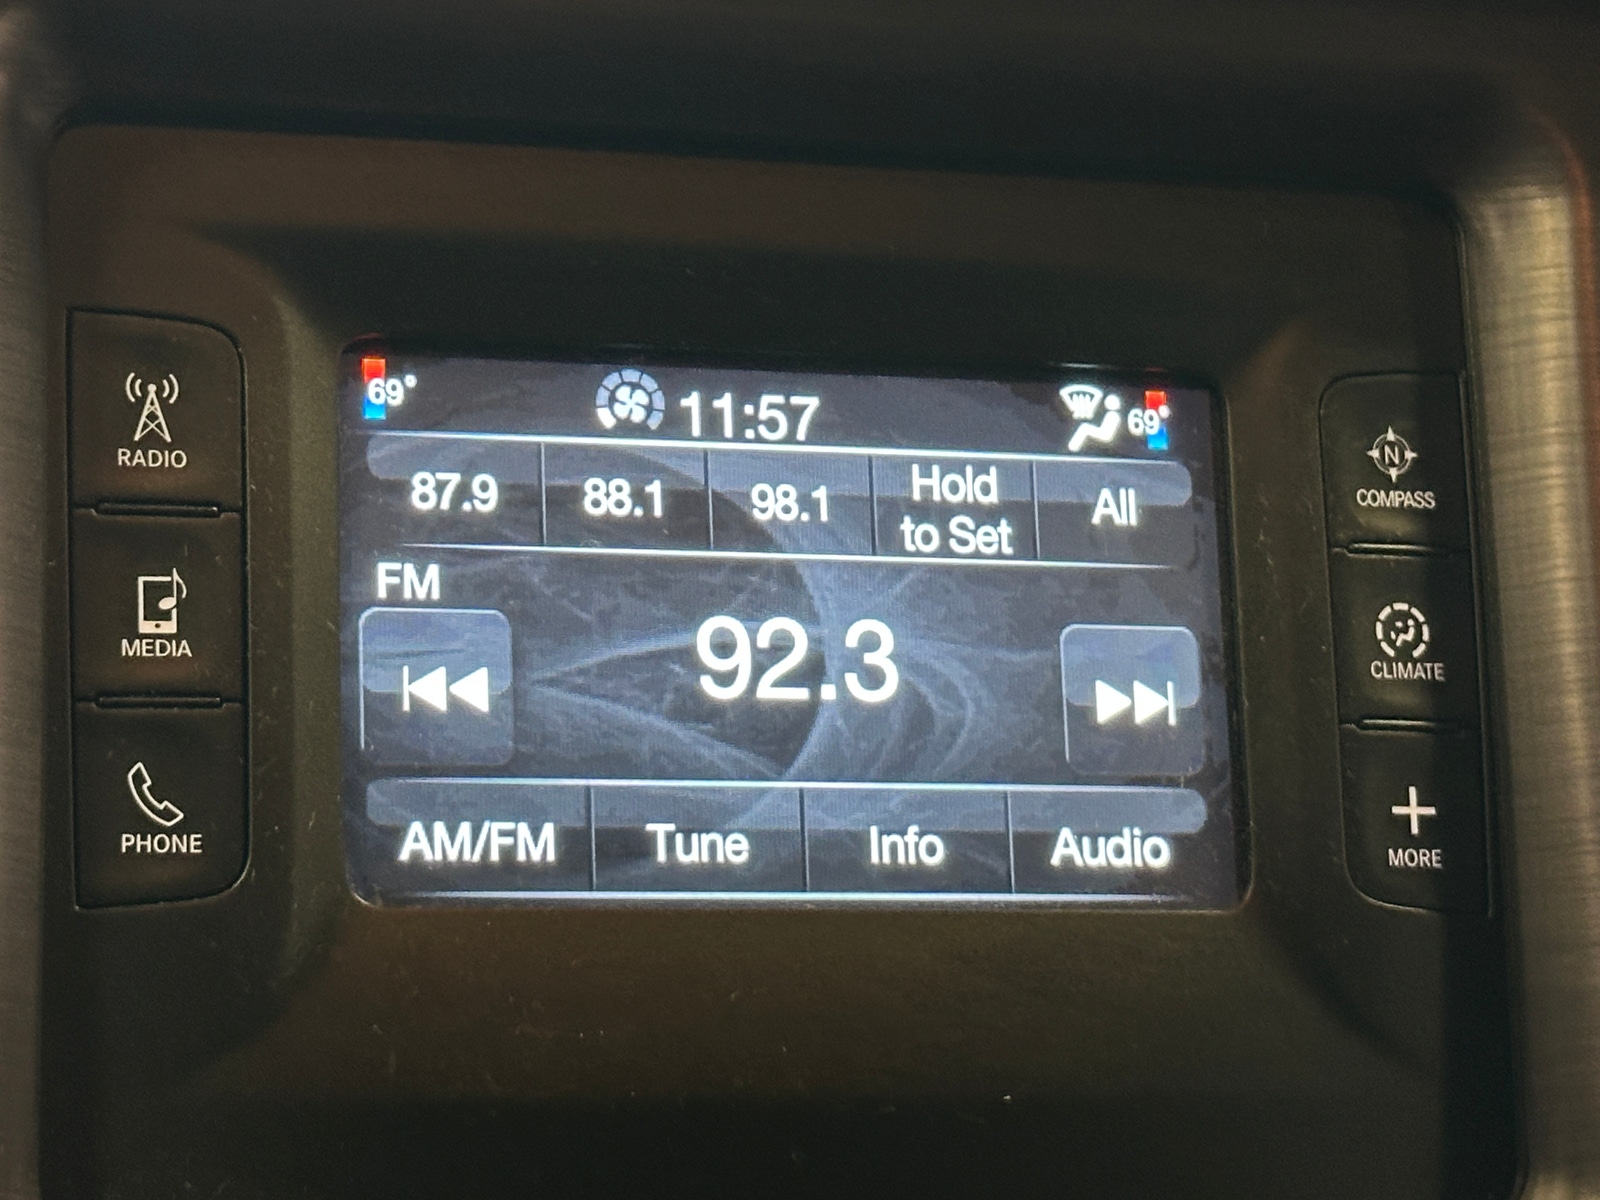 69°
11:57
69°
87.9
88.1
98.1
Hold
to Set
All
FM
92.3
AM/FM
Tune
Info
Audio
RADIO
MEDIA
PHONE
N
COMPASS
CLIMATE
MORE